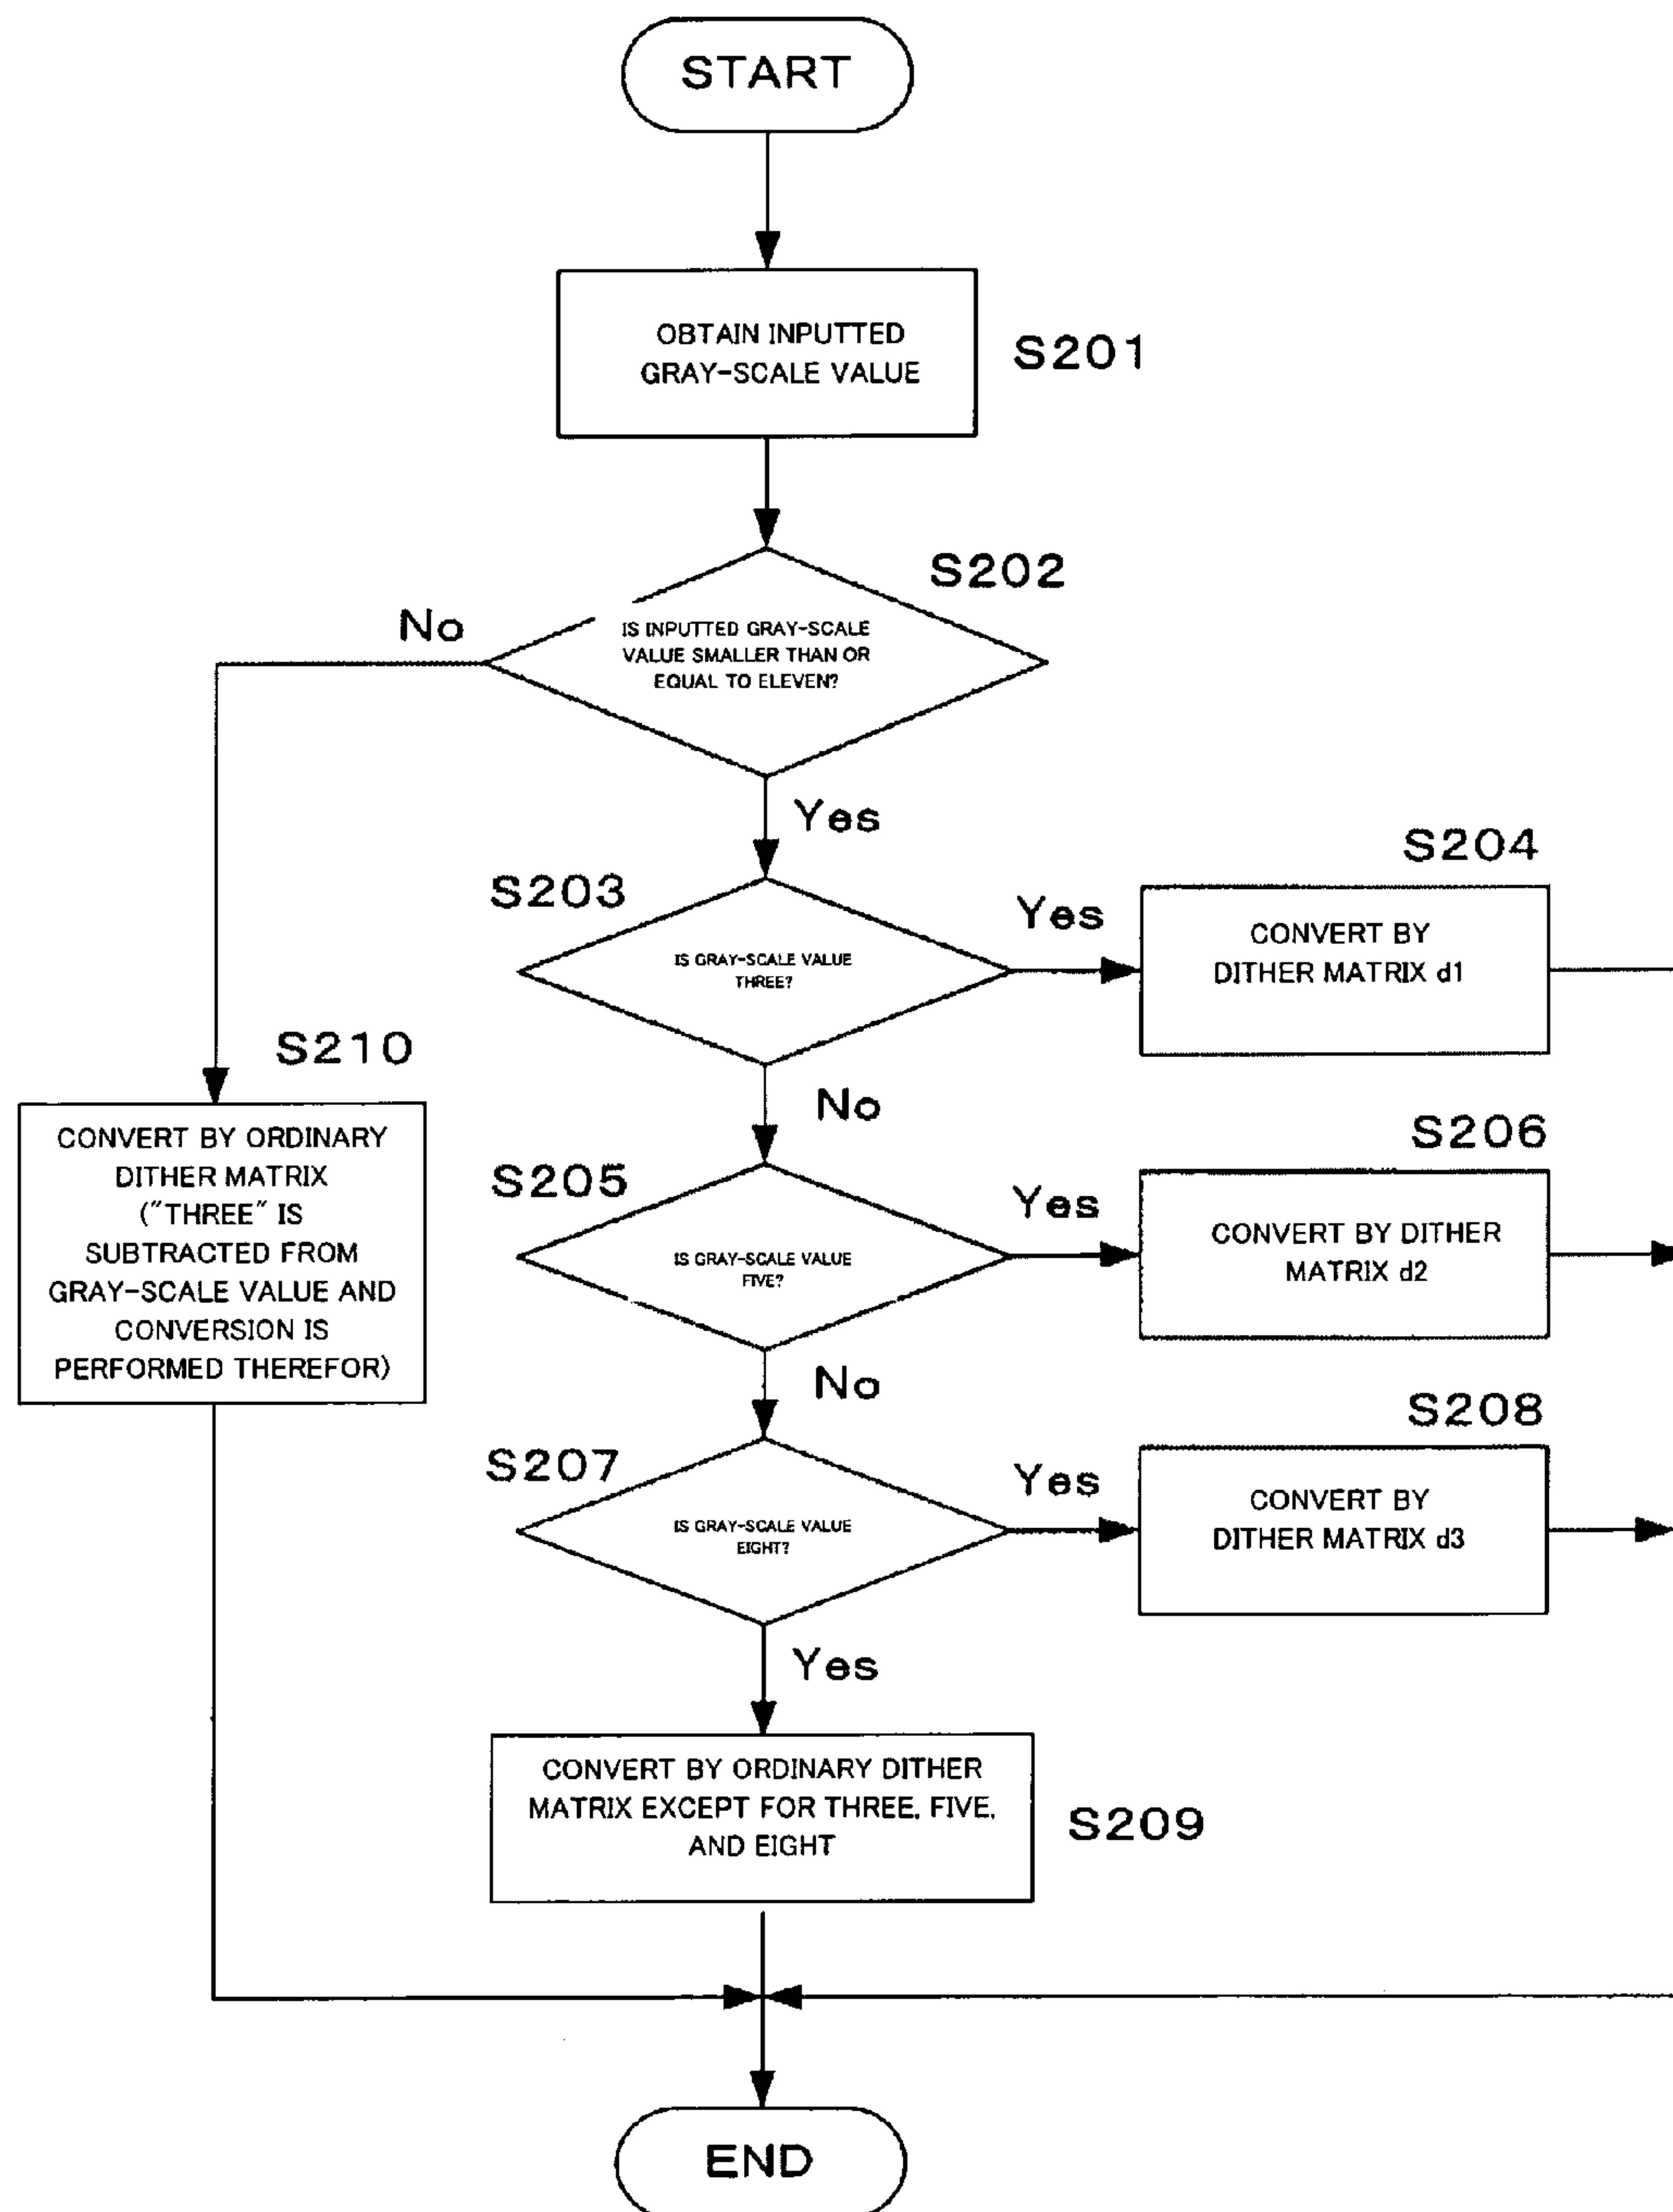 START
OBTAIN INPUTTED
GRAY-SCALE VALUE
S201
S202
IS INPUTTED GRAY-SCALE
VALUE SMALLER THAN OR
EQUAL TO ELEVEN?
No
Yes
S203
IS GRAY-SCALE VALUE
THREE?
Yes
S204
CONVERT BY
DITHER MATRIX d1
No
S210
CONVERT BY ORDINARY
DITHER MATRIX
("THREE" IS
SUBTRACTED FROM
GRAY-SCALE VALUE AND
CONVERSION IS
PERFORMED THEREFOR)
S205
IS GRAY-SCALE VALUE
FIVE?
Yes
S206
CONVERT BY DITHER
MATRIX d2
No
S207
IS GRAY-SCALE VALUE
EIGHT?
Yes
S208
CONVERT BY
DITHER MATRIX d3
Yes
CONVERT BY ORDINARY DITHER
MATRIX EXCEPT FOR THREE, FIVE,
AND EIGHT
S209
END